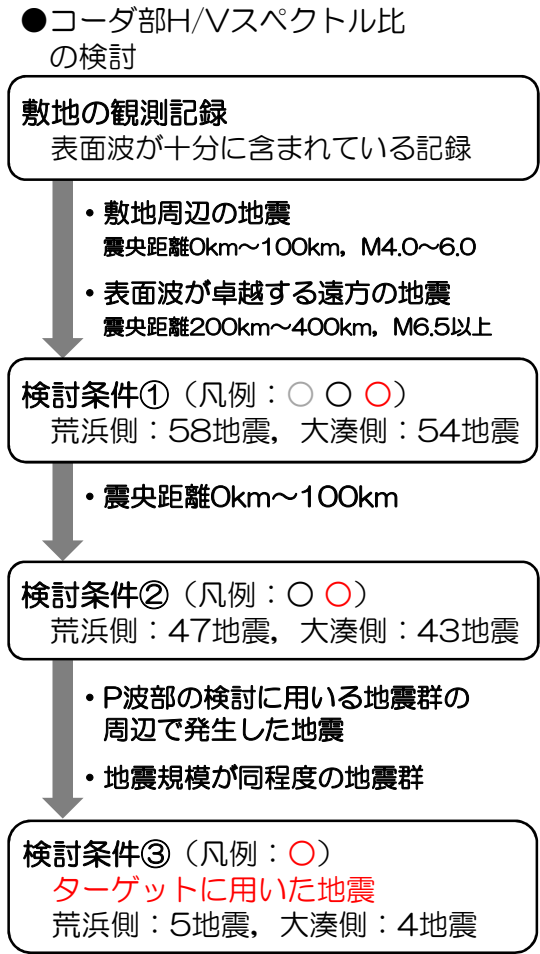 ●コーダ部H/Vスペクトル比
の検討
敷地の観測記録
表面波が十分に含まれている記録
・敷地周辺の地震
震央距離0km～100km，M4.0～6.0
・表面波が卓越する遠方の地震
震央距離200km～400km，M6.5以上
検討条件①（凡例：○ ○ ○）
荒浜側：58地震，大湊側：54地震
・震央距離0km～100km
検討条件②（凡例：○ ○）
荒浜側：47地震，大湊側：43地震
・P波部の検討に用いる地震群の
周辺で発生した地震
・地震規模が同程度の地震群
検討条件③（凡例：○）
ターゲットに用いた地震
荒浜側：5地震，大湊側：4地震